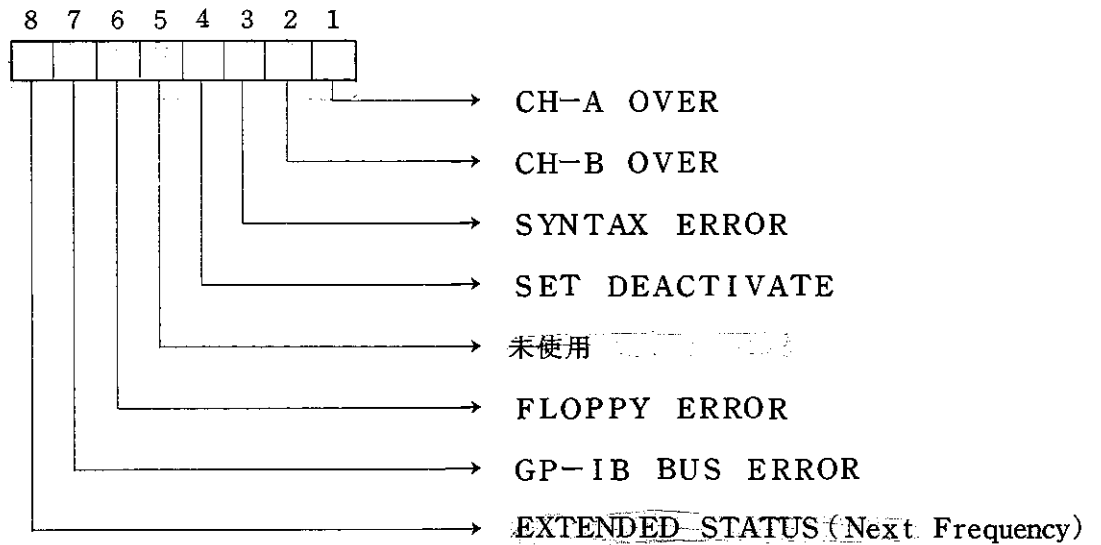 8 7 6 5 4 3 2 1
CH-A OVER
CH-B OVER
SYNTAX ERROR
SET DEACTIVATE
未使用
FLOPPY ERROR
GP-IB BUS ERROR
EXTENDED STATUS (Next Frequency)